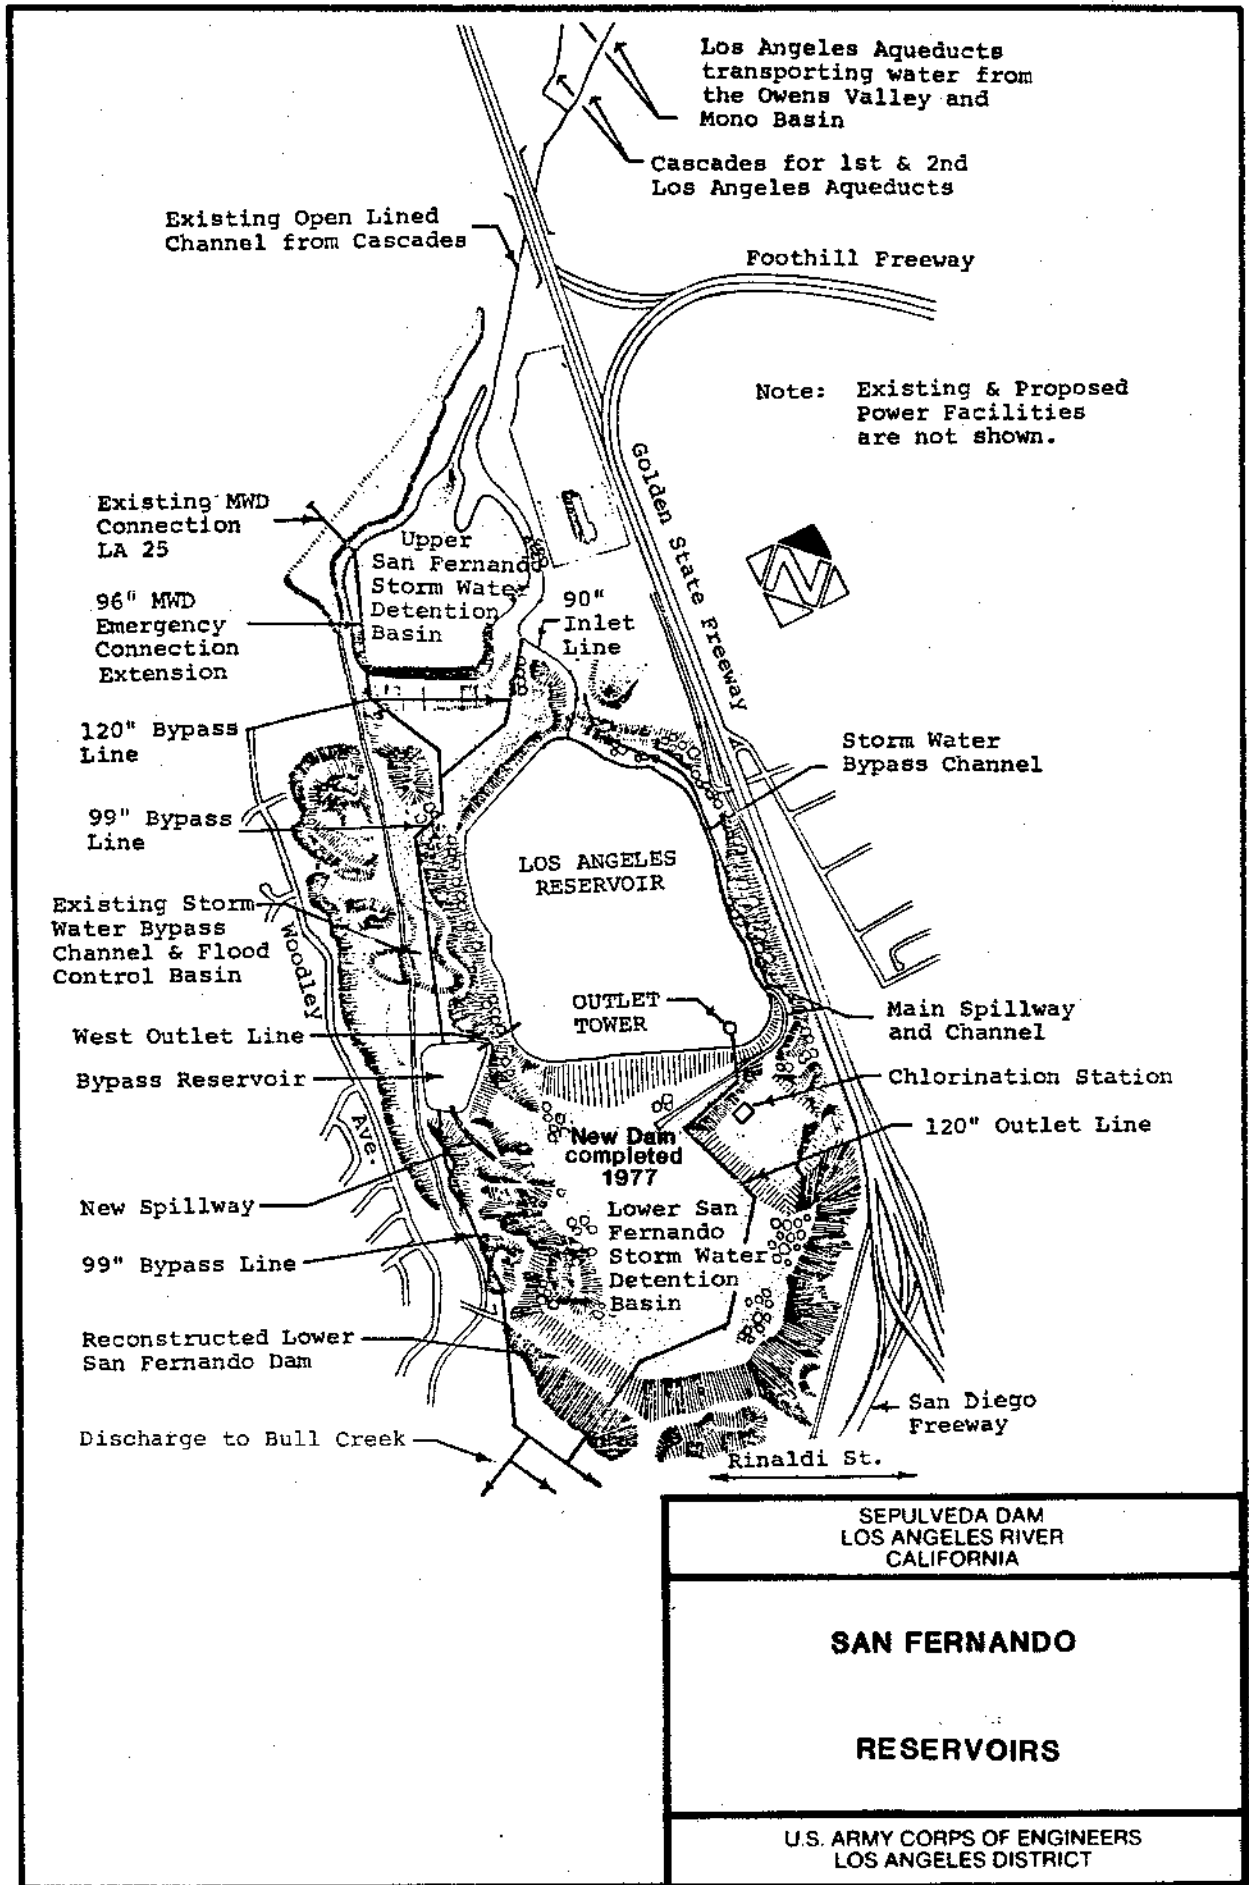 Los Angeles Aqueducts
transporting water from
the Owens Valley and
Mono Basin
Cascades for 1st & 2nd
Los Angeles Aqueducts
Existing Open Lined
Channel from Cascades
Foothill Freeway
Note: Existing & Proposed
Power Facilities
are not shown.
Golden State Freeway
Existing MWD
Connection
LA 25
Upper
San Fernando
Storm Water
Detention
Basin
96" MWD
Emergency
Connection
Extension
90"
Inlet
Line
N
120" Bypass
Line
Storm Water
Bypass Channel
99" Bypass
Line
LOS ANGELES
RESERVOIR
Existing Storm
Water Bypass
Channel & Flood
Control Basin
Woodley
Ave.
OUTLET
TOWER
Main Spillway
and Channel
West Outlet Line
Bypass Reservoir
Chlorination Station
120" Outlet Line
New Dam
completed
1977
New Spillway
Lower San
Fernando
Storm Water
Detention
Basin
99" Bypass Line
Reconstructed Lower
San Fernando Dam
San Diego
Freeway
Discharge to Bull Creek
Rinaldi St.
SEPULVEDA DAM
LOS ANGELES RIVER
CALIFORNIA
SAN FERNANDO
RESERVOIRS
U.S. ARMY CORPS OF ENGINEERS
LOS ANGELES DISTRICT